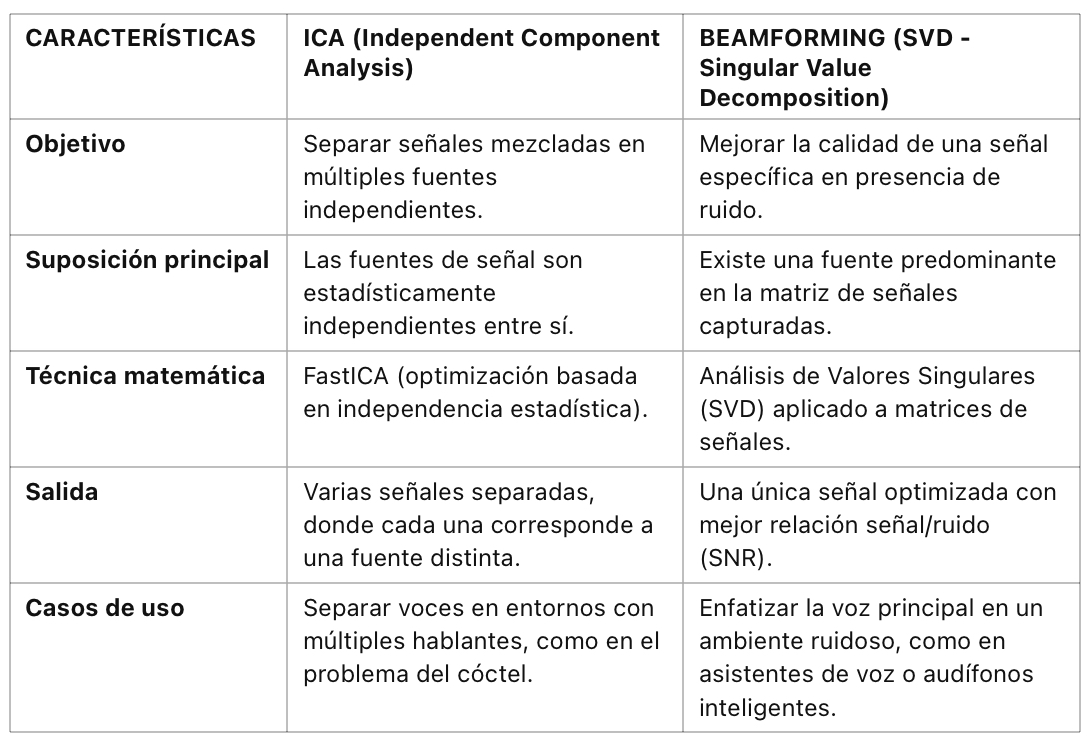 CARACTERÍSTICAS
ICA (Independent Component
Analysis)
BEAMFORMING (SVD -
Singular Value
Decomposition)
Objetivo
Separar señales mezcladas en
múltiples fuentes
independientes.
Mejorar la calidad de una señal
específica en presencia de
ruido.
Suposición principal
Las fuentes de señal son
estadísticamente
independientes entre sí.
Existe una fuente predominante
en la matriz de señales
capturadas.
Técnica matemática
FastICA (optimización basada
en independencia estadística).
Análisis de Valores Singulares
(SVD) aplicado a matrices de
señales.
Salida
Varias señales separadas,
donde cada una corresponde a
una fuente distinta.
Una única señal optimizada con
mejor relación señal/ruido
(SNR).
Casos de uso
Separar voces en entornos con
múltiples hablantes, como en el
problema del cóctel.
Enfatizar la voz principal en un
ambiente ruidoso, como en
asistentes de voz o audífonos
inteligentes.